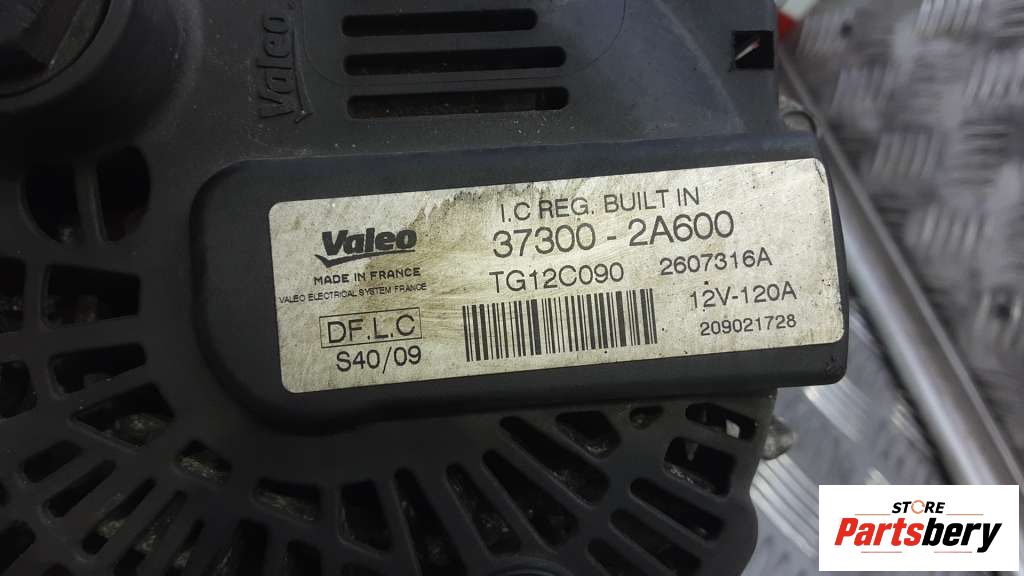 Valeo
I.C REG. BUILT IN
Valeo
37300 - 2A600
MADE IN FRANCE
TG12C090 2607316A
VALEO ELECTRICAL SYSTEM FRANCE
12V-120A
DF.L.C
209021728
S40/09
STORE
Partsbery